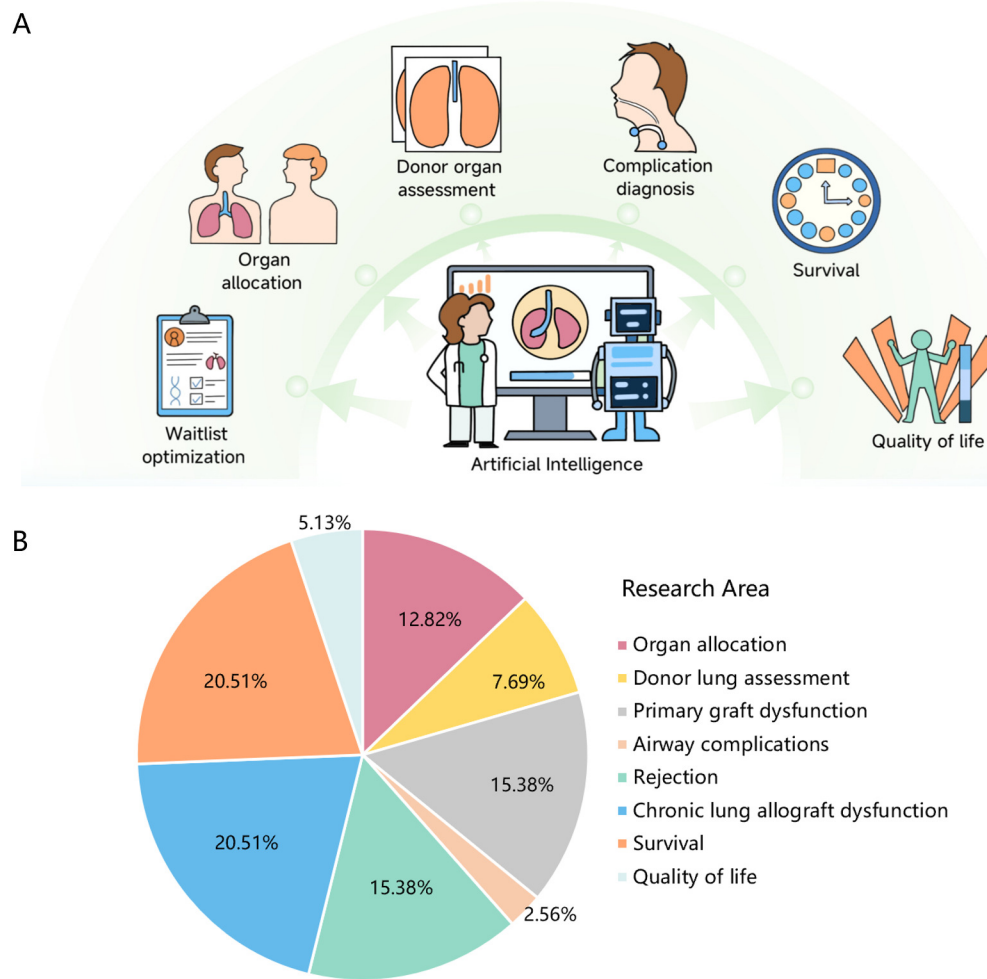 A
Donor organ
assessment
Complication
diagnosis
Organ
allocation
Survival
Waitlist
optimization
Artificial Intelligence
Quality of life
B
5.13%
12.82%
7.69%
15.38%
2.56%
15.38%
20.51%
20.51%
Research Area
Organ allocation
Donor lung assessment
Primary graft dysfunction
Airway complications
Rejection
Chronic lung allograft dysfunction
Survival
Quality of life